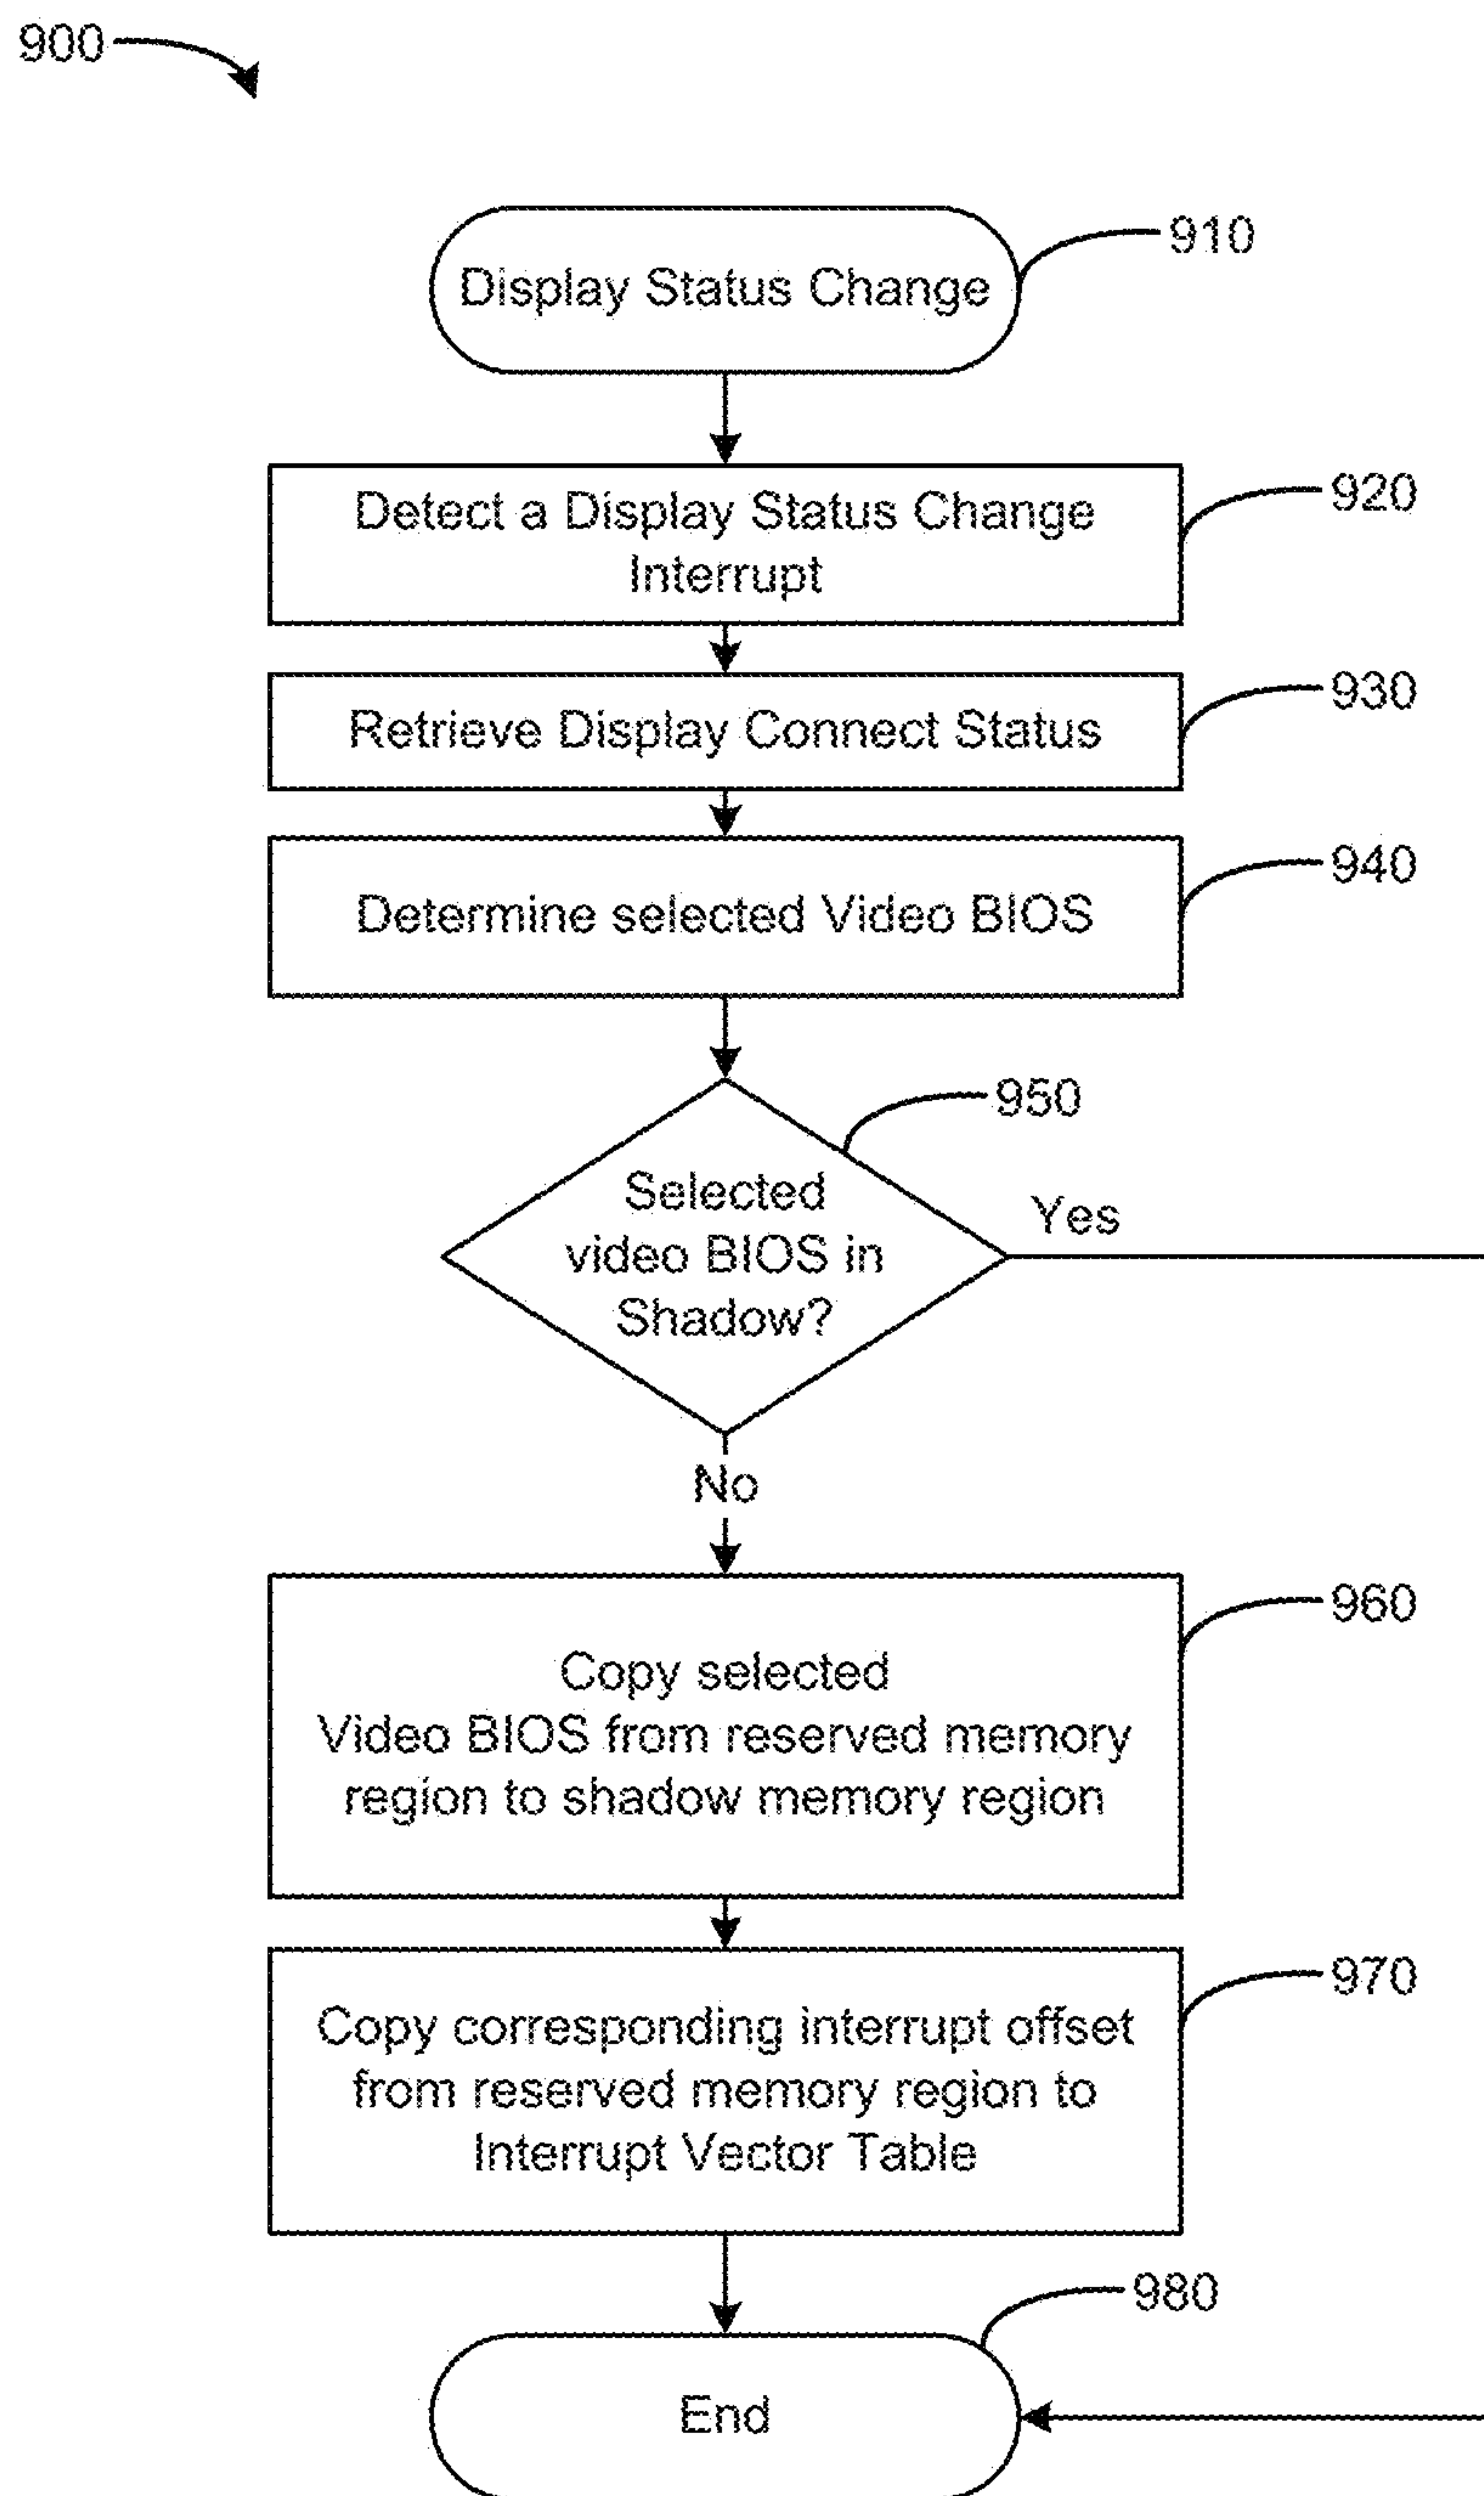 900
910
Display Status Change
920
Detect a Display Status Change
Interrupt
930
Retrieve Display Connect Status
940
Determine selected Video BIOS
950
Selected
video BIOS in
Shadow?
Yes
No
960
Copy selected
Video BIOS from reserved memory
region to shadow memory region
970
Copy corresponding interrupt offset
from reserved memory region to
Interrupt Vector Table
980
End